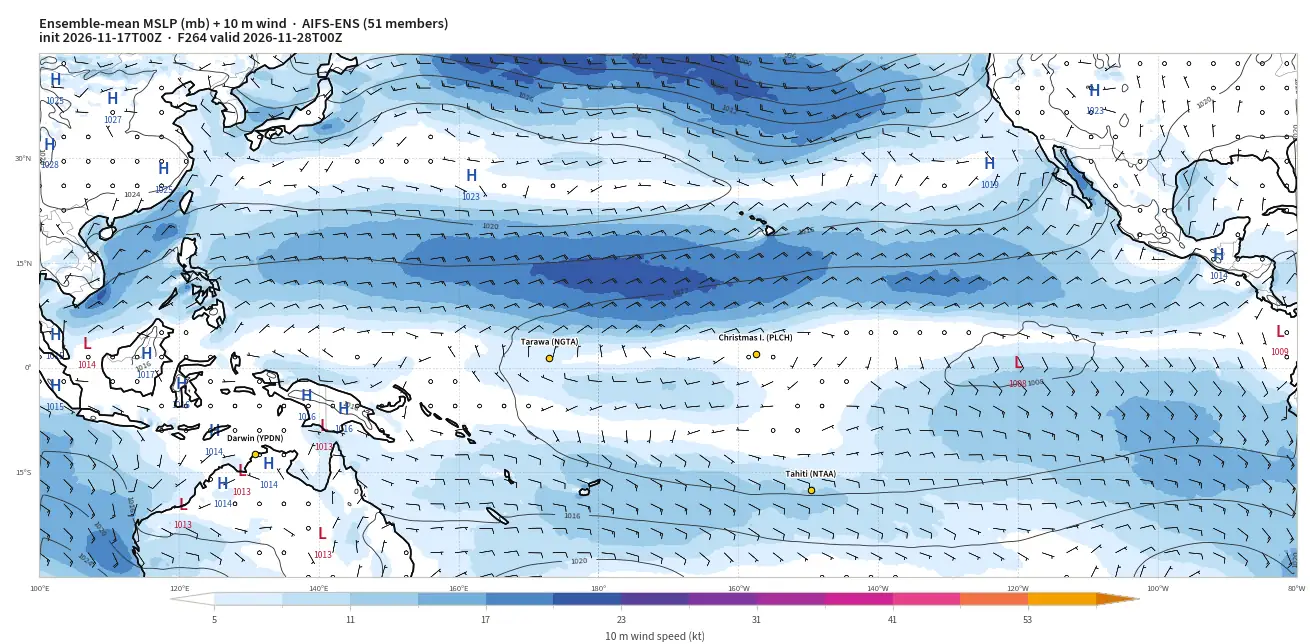 Ensemble-mean MSLP (mb) + 10 m wind · AIFS-ENS (51 members)
init 2026-11-17T00Z · F264 valid 2026-11-28T00Z
H
1025
H
1027
H
1023
H
1028
30°N
H
1025
H
1023
H
1019
1024
1020
1020
15°N
H
1014
Tarawa (NGTA)
Christmas I. (PLCH)
H
L
1014
H
1017
1016
L
1009
0°
L
1008
1008
H
1015
H
H
1016
H
1016
H
1014
L
1013
Darwin (YPDN)
15°S
H
1014
L
1013
H
1014
Tahiti (NTAA)
L
1013
1016
L
1013
1020
100°E
120°E
140°E
160°E
180°
160°W
140°W
120°W
100°W
80°W
5
11
17
23
31
41
53
10 m wind speed (kt)